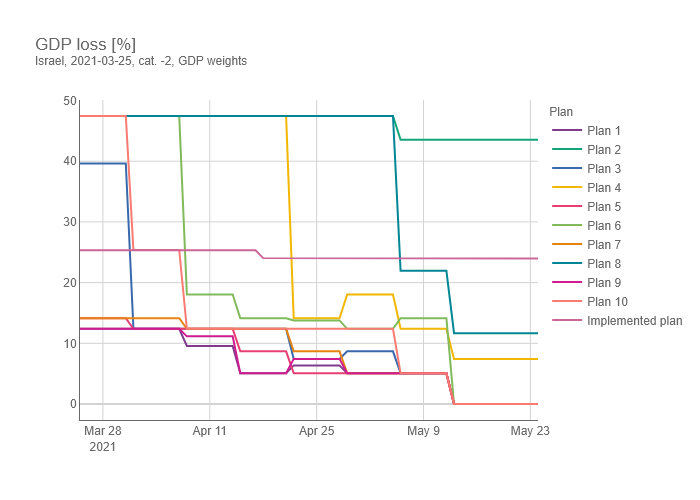 GDP loss [%]
Israel, 2021-03-25, cat. -2, GDP weights
50
40
30
20
10
0
Mar 28
2021
Apr 11
Apr 25
May 9
May 23
Plan
Plan 1
Plan 2
Plan 3
Plan 4
Plan 5
Plan 6
Plan 7
Plan 8
Plan 9
Plan 10
Implemented plan